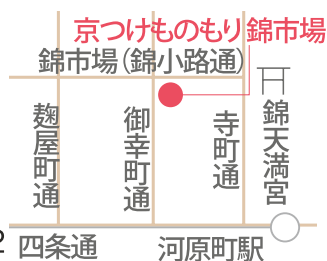 京つけものもり 錦市場
錦市場（錦小路通）
麹屋町通
御幸町通
寺町通
錦天満宮
四条通
河原町駅